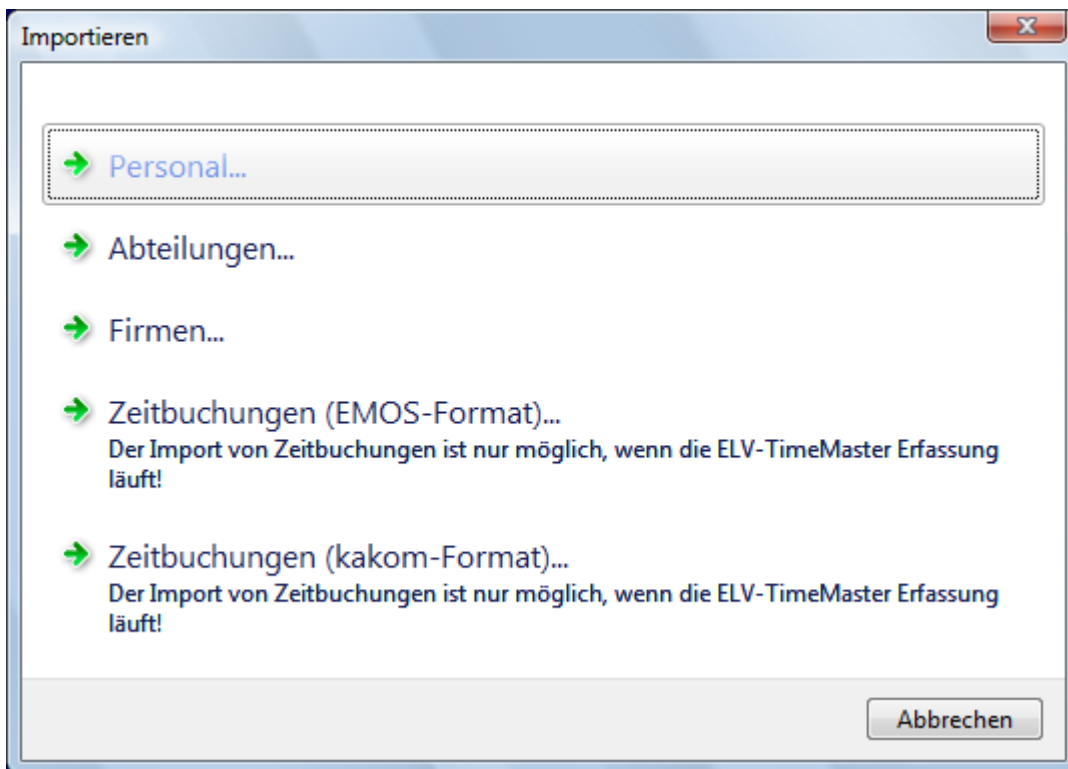 Importieren
Personal...
Abteilungen...
Firmen...
Zeitbuchungen (EMOS-Format)...
Der Import von Zeitbuchungen ist nur möglich, wenn die ELV-TimeMaster Erfassung
läuft!
Zeitbuchungen (kakom-Format)...
Der Import von Zeitbuchungen ist nur möglich, wenn die ELV-TimeMaster Erfassung
läuft!
Abbrechen